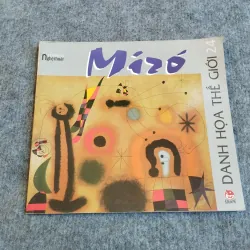 Miró
DANH HỌA THẾ GIỚI 24